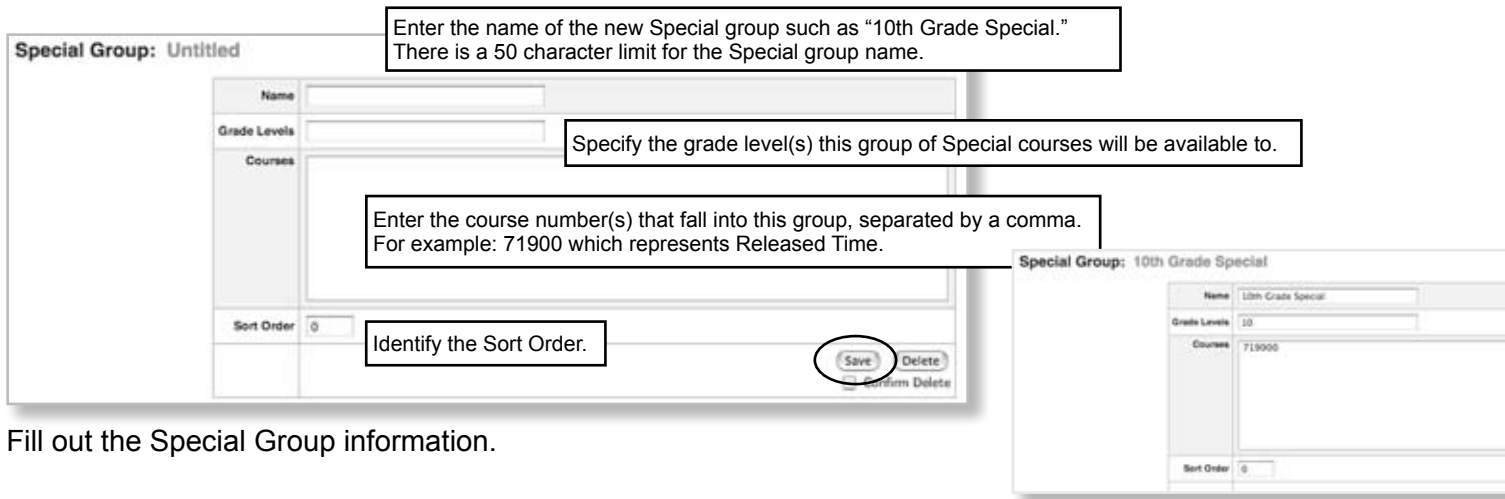 Enter the name of the new Special group such as “10th Grade Special.”
There is a 50 character limit for the Special group name.
Special Group: Untitled
Name
Grade Levels
Specify the grade level(s) this group of Special courses will be available to.
Courses
Enter the course number(s) that fall into this group, separated by a comma.
For example: 71900 which represents Released Time.
Sort Order 0
Identify the Sort Order.
Save Delete
Confirm Delete
Special Group: 10th Grade Special
Name 10th Grade Special
Grade Levels 10
Courses 719000
Sort Order 0
Fill out the Special Group information.